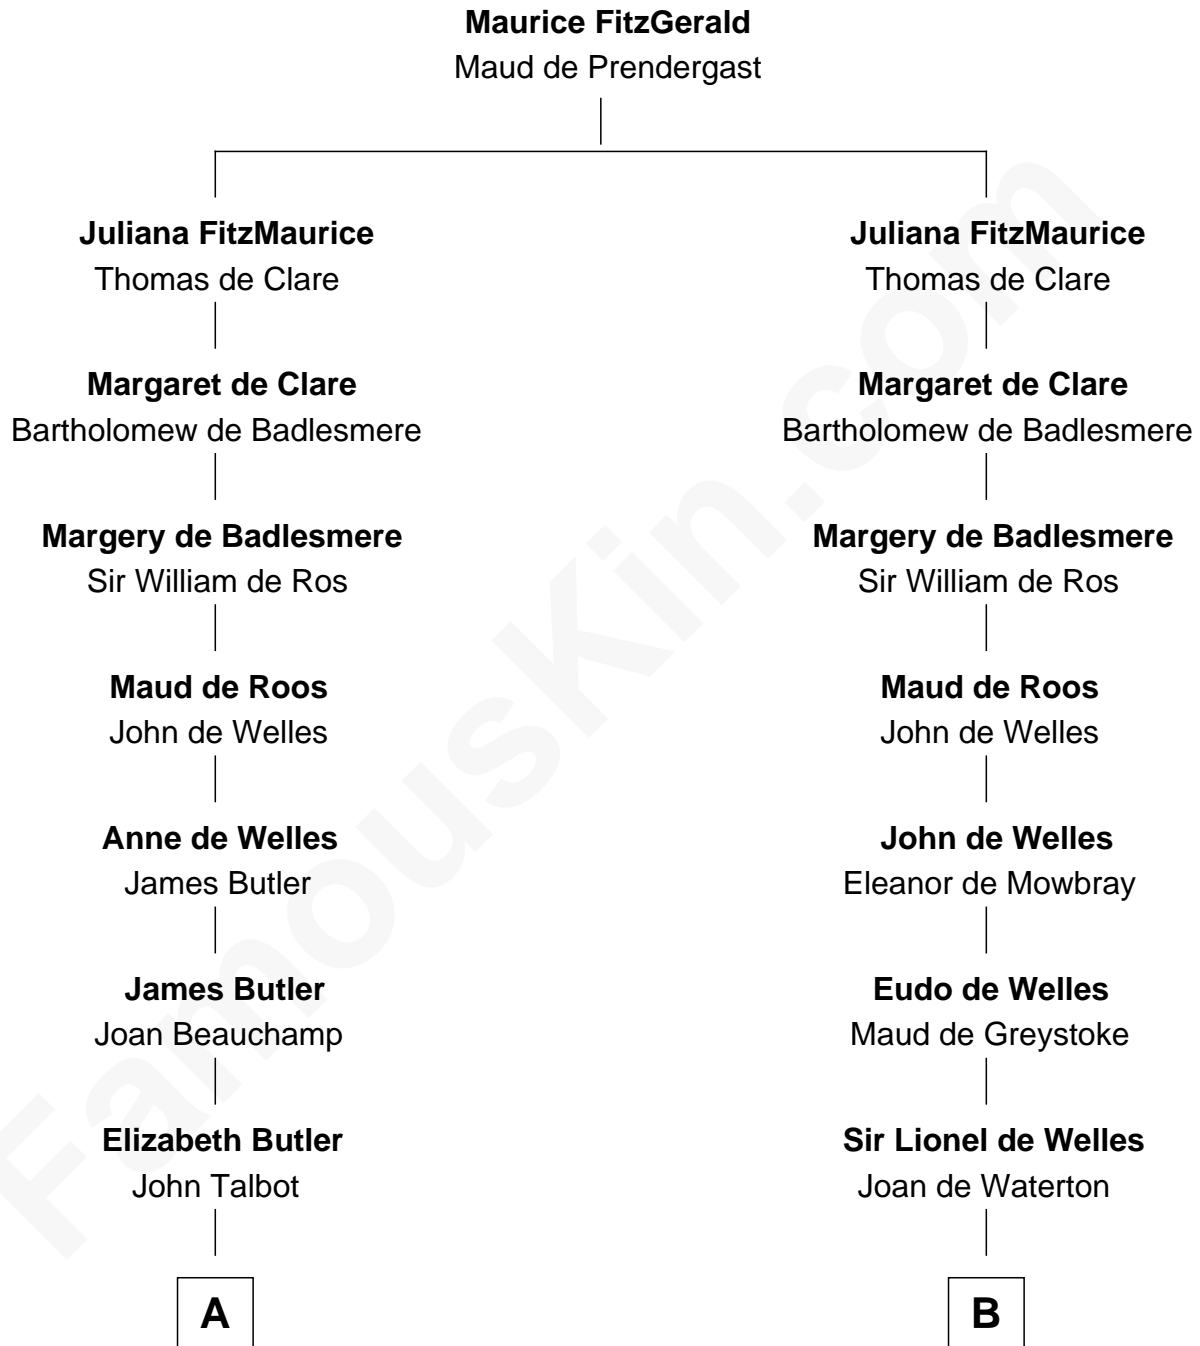 Maurice FitzGerald
Maud de Prendergast
Juliana FitzMaurice
Thomas de Clare
Margaret de Clare
Bartholomew de Badlesmere
Margery de Badlesmere
Sir William de Ros
Maud de Roos
John de Welles
Anne de Welles
James Butler
James Butler
Joan Beauchamp
Elizabeth Butler
John Talbot
A
Juliana FitzMaurice
Thomas de Clare
Margaret de Clare
Bartholomew de Badlesmere
Margery de Badlesmere
Sir William de Ros
Maud de Roos
John de Welles
John de Welles
Eleanor de Mowbray
Eudo de Welles
Maud de Greystoke
Sir Lionel de Welles
Joan de Waterton
B
FamousKin.com